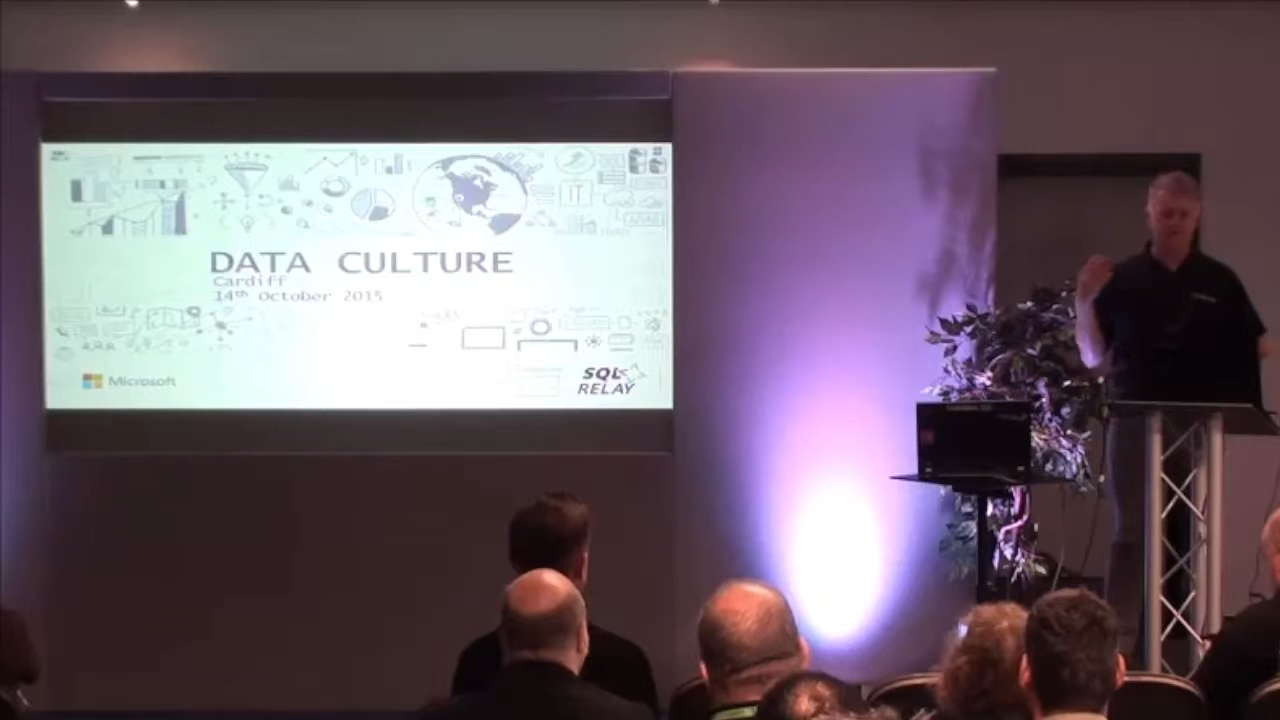 DATA CULTURE
Cardiff
14th October 2015
Microsoft
SQL
RELAY